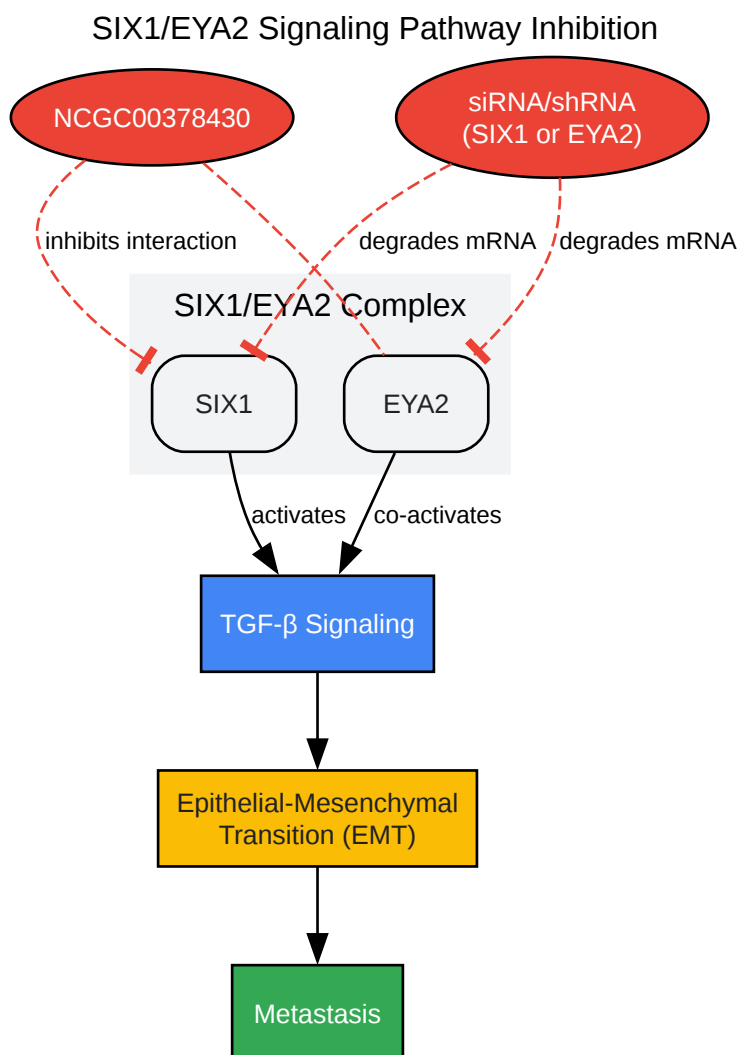 SIX1/EYA2 Signaling Pathway Inhibition
NCGC00378430
siRNA/shRNA
(SIX1 or EYA2)
inhibits interaction
degrades mRNA
degrades mRNA
SIX1/EYA2 Complex
SIX1
EYA2
activates
co-activates
TGF-β Signaling
Epithelial-Mesenchymal
Transition (EMT)
Metastasis